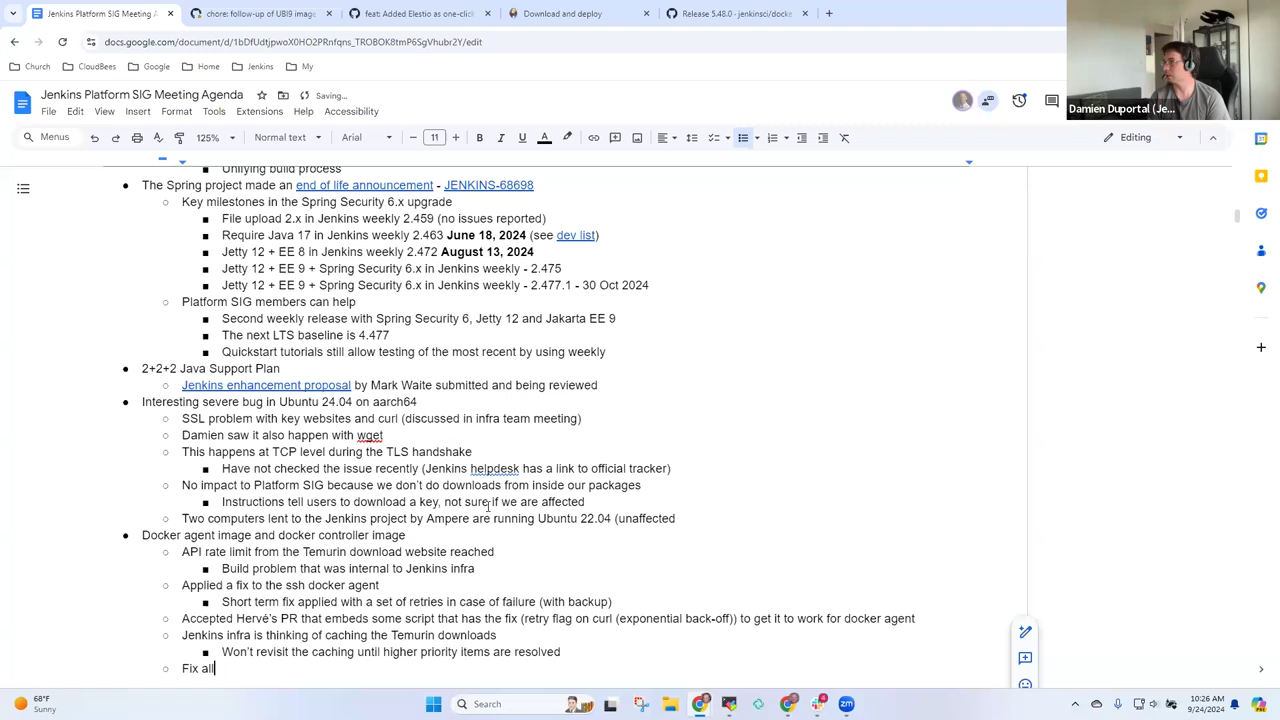 Jenkins Platform SIG Meeting A
chore: follow-up of UBI9 image
feat: Added Elestio as one-click
Download and deploy
Release 5.48.0 - jenkinsci/docke
docs.google.com/document/d/1bDfUdtjpwoX0HO2PRnfqns_TROBOK8tmP6SgVhubr2Y/edit
Church
CloudBees
Google
Home
Jenkins
My
Damien Duportal (Je...
Jenkins Platform SIG Meeting Agenda
Saving...
File Edit View Insert Format Tools Extensions Help Accessibility
Menus
125%
Normal text
Arial
11
B I U A
Editing
Unifying build process
The Spring project made an end of life announcement - JENKINS-68698
Key milestones in the Spring Security 6.x upgrade
File upload 2.x in Jenkins weekly 2.459 (no issues reported)
Require Java 17 in Jenkins weekly 2.463 June 18, 2024 (see dev list)
Jetty 12 + EE 8 in Jenkins weekly 2.472 August 13, 2024
Jetty 12 + EE 9 + Spring Security 6.x in Jenkins weekly - 2.475
Jetty 12 + EE 9 + Spring Security 6.x in Jenkins weekly - 2.477.1 - 30 Oct 2024
Platform SIG members can help
Second weekly release with Spring Security 6, Jetty 12 and Jakarta EE 9
The next LTS baseline is 4.477
Quickstart tutorials still allow testing of the most recent by using weekly
2+2+2 Java Support Plan
Jenkins enhancement proposal by Mark Waite submitted and being reviewed
Interesting severe bug in Ubuntu 24.04 on aarch64
SSL problem with key websites and curl (discussed in infra team meeting)
Damien saw it also happen with wget
This happens at TCP level during the TLS handshake
Have not checked the issue recently (Jenkins helpdesk has a link to official tracker)
No impact to Platform SIG because we don't do downloads from inside our packages
Instructions tell users to download a key, not sure if we are affected
Two computers lent to the Jenkins project by Ampere are running Ubuntu 22.04 (unaffected
Docker agent image and docker controller image
API rate limit from the Temurin download website reached
Build problem that was internal to Jenkins infra
Applied a fix to the ssh docker agent
Short term fix applied with a set of retries in case of failure (with backup)
Accepted Hervé's PR that embeds some script that has the fix (retry flag on curl (exponential back-off)) to get it to work for docker agent
Jenkins infra is thinking of caching the Temurin downloads
Won't revisit the caching until higher priority items are resolved
Fix all
68°F
Sunny
Search
10:26 AM
9/24/2024